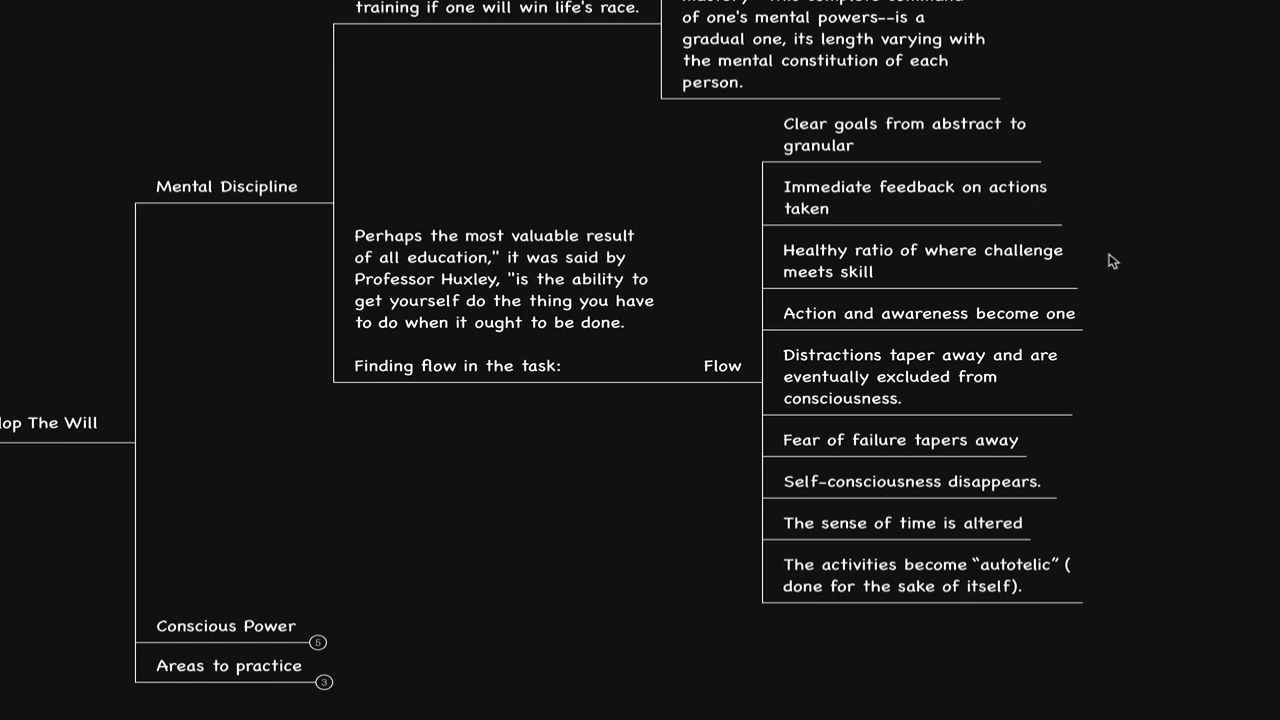 training if one will win life's race.
of one's mental powers--is a
gradual one, its length varying with
the mental constitution of each
person.
Clear goals from abstract to
granular
Mental Discipline
Immediate feedback on actions
taken
Perhaps the most valuable result
of all education," it was said by
Professor Huxley, "is the ability to
get yourself do the thing you have
to do when it ought to be done.
Healthy ratio of where challenge
meets skill
Action and awareness become one
Finding flow in the task:
Flow
Distractions taper away and are
eventually excluded from
consciousness.
The Will
Fear of failure tapers away
Self-consciousness disappears.
The sense of time is altered
The activities become “autotelic” (
done for the sake of itself).
Conscious Power
5
Areas to practice
3